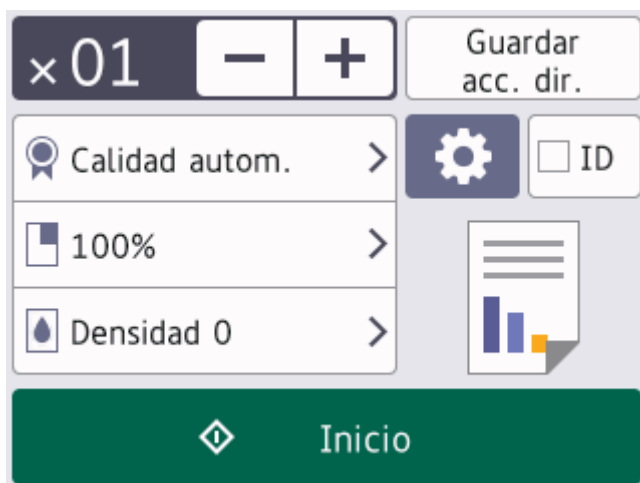 ×01
Guardar
acc. dir.
Calidad autom.
ID
100%
Densidad 0
Inicio